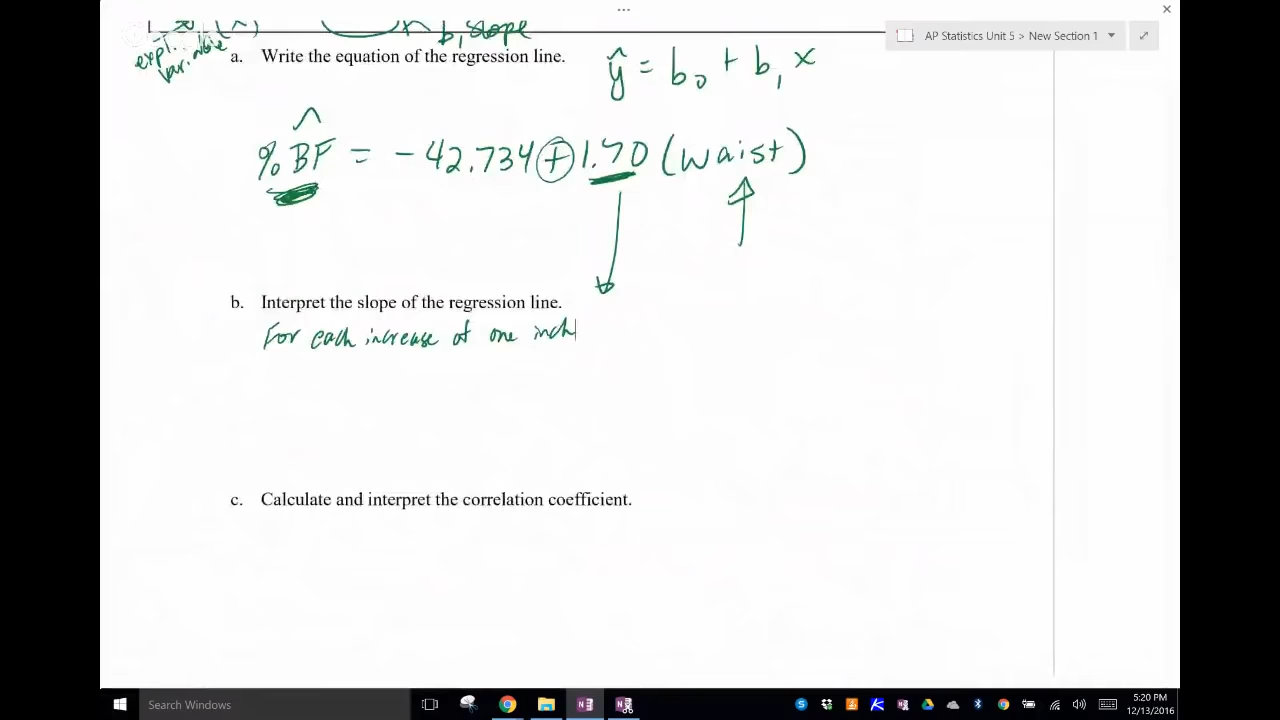 b, slope
AP Statistics Unit 5 > New Section 1
expl.
variable
a. Write the equation of the regression line.
ŷ = b₀ + b₁ x
% BF^ = - 42.734 + 1.70 (waist)
b. Interpret the slope of the regression line.
For each increase of one inch
c. Calculate and interpret the correlation coefficient.
Search Windows
5:20 PM
12/13/2016